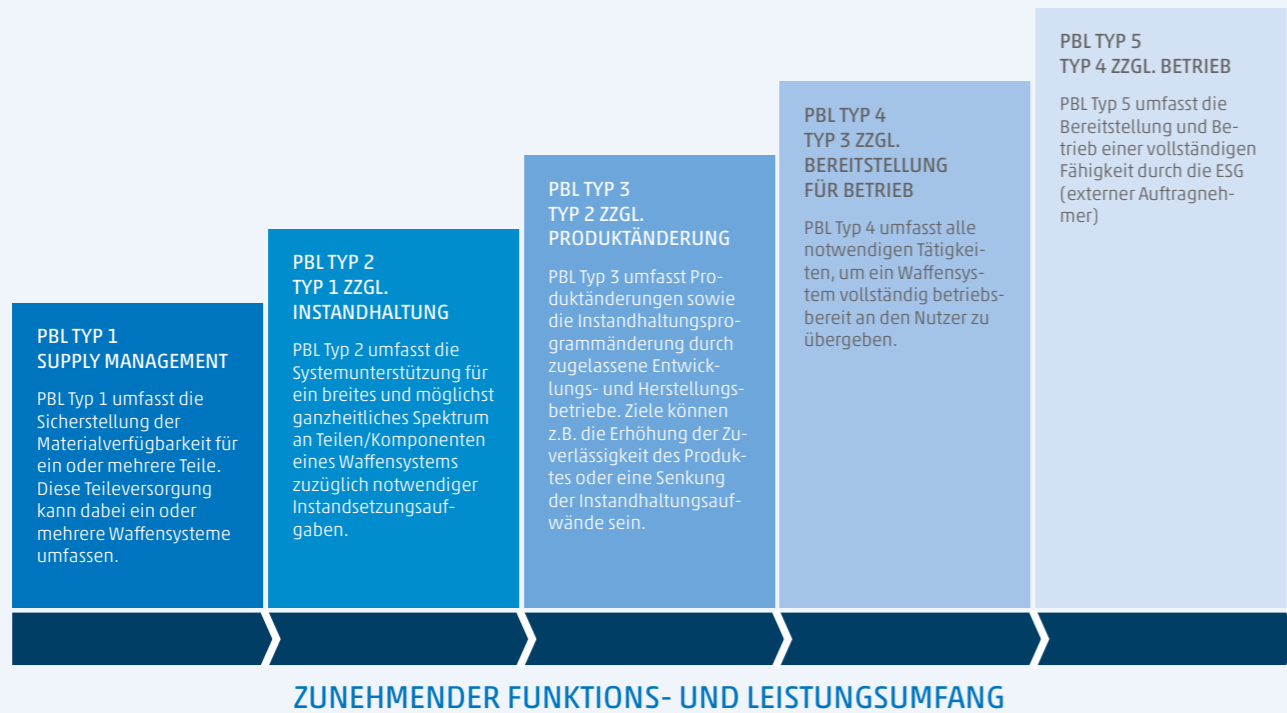 PBL TYP 1
SUPPLY MANAGEMENT
PBL Typ 1 umfasst die
Sicherstellung der
Materialverfügbarkeit für
ein oder mehrere Teile.
Diese Teileversorgung
kann dabei ein oder
mehrere Waffensysteme
umfassen.
PBL TYP 2
TYP 1 ZZGL.
INSTANDHALTUNG
PBL Typ 2 umfasst die
Systemunterstützung für
ein breites und möglichst
ganzheitliches Spektrum
an Teilen/Komponenten
eines Waffensystems
zuzüglich notwendiger
Instandsetzungsauf-
gaben.
PBL TYP 3
TYP 2 ZZGL.
PRODUKTÄNDERUNG
PBL Typ 3 umfasst Pro-
duktänderungen sowie
die Instandhaltungspro-
grammänderung durch
zugelassene Entwick-
lungs- und Herstellungs-
betriebe. Ziele können
z.B. die Erhöhung der Zu-
verlässigkeit des Produk-
tes oder eine Senkung
der Instandhaltungsauf-
wände sein.
PBL TYP 4
TYP 3 ZZGL.
BEREITSTELLUNG
FÜR BETRIEB
PBL Typ 4 umfasst alle
notwendigen Tätigkei-
ten, um ein Waffensys-
tem vollständig betriebs-
bereit an den Nutzer zu
übergeben.
PBL TYP 5
TYP 4 ZZGL. BETRIEB
PBL Typ 5 umfasst die
Bereitstellung und Be-
trieb einer vollständigen
Fähigkeit durch die ESG
(externer Auftragneh-
mer)
ZUNEHMENDER FUNKTIONS- UND LEISTUNGSUMFANG